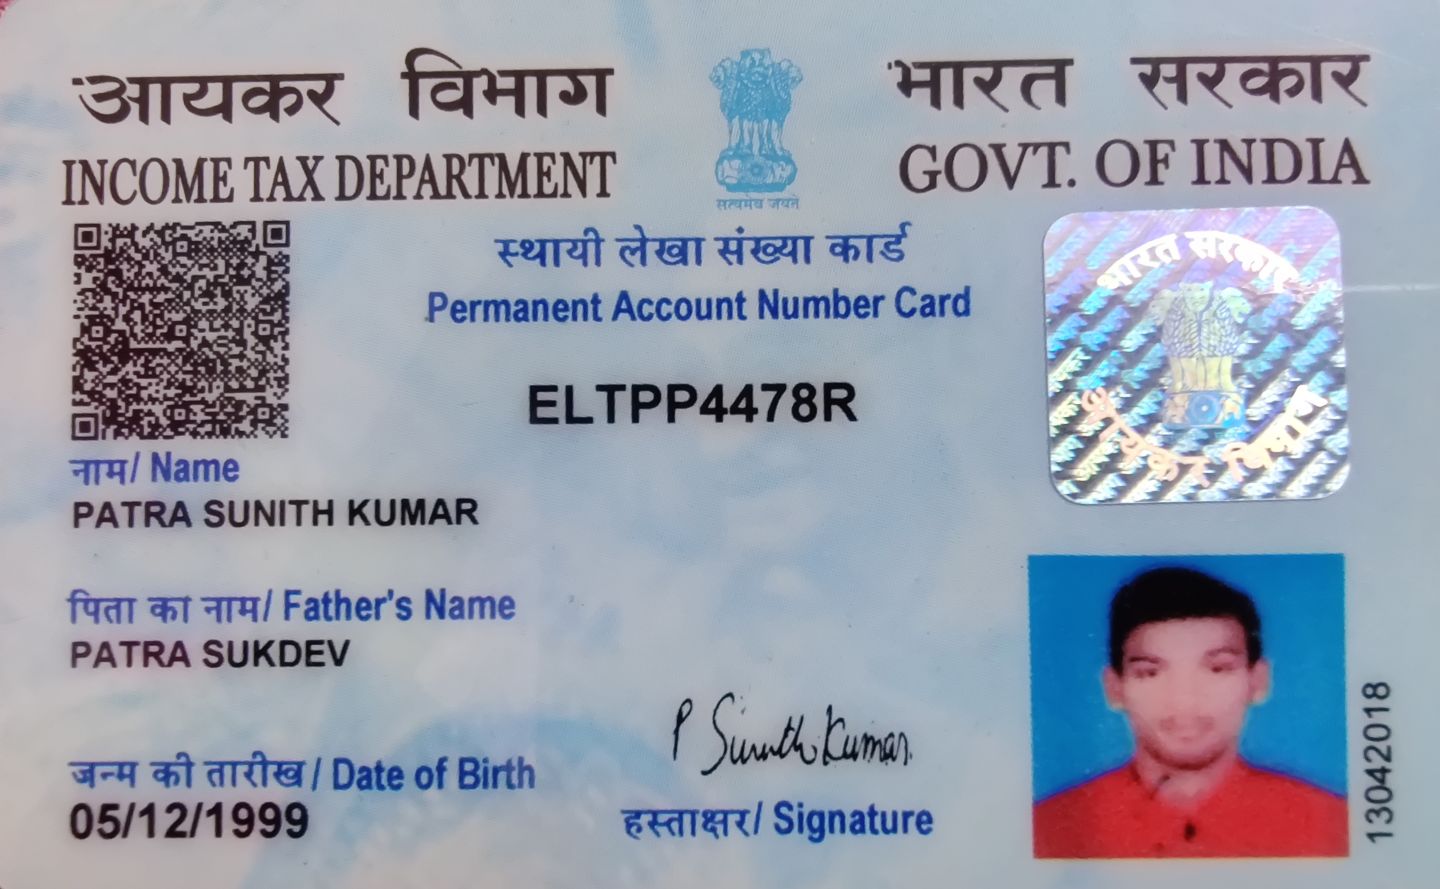 आयकर विभाग
INCOME TAX DEPARTMENT
सत्यमेव जयते
भारत सरकार
GOVT. OF INDIA
स्थायी लेखा संख्या कार्ड
Permanent Account Number Card
ELTPP4478R
भारत सरकार
आयकर विभाग
नाम/ Name
PATRA SUNITH KUMAR
पिता का नाम/ Father's Name
PATRA SUKDEV
जन्म की तारीख / Date of Birth
05/12/1999
P Sunith Kumar
हस्ताक्षर/ Signature
13042018